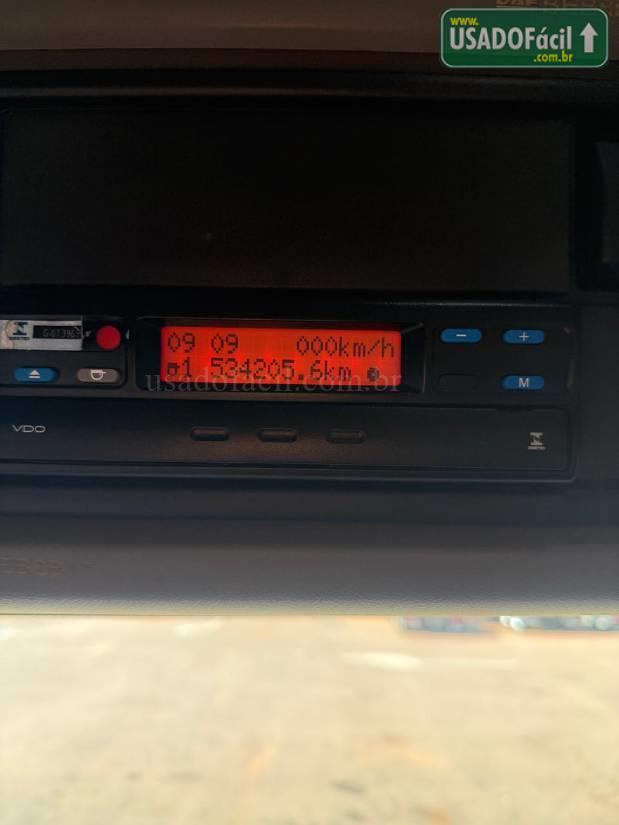 www.
USADOFácil
.com.br
09 09 000km/h
1 534205.6km
usadofacil.com.br
M
VDO